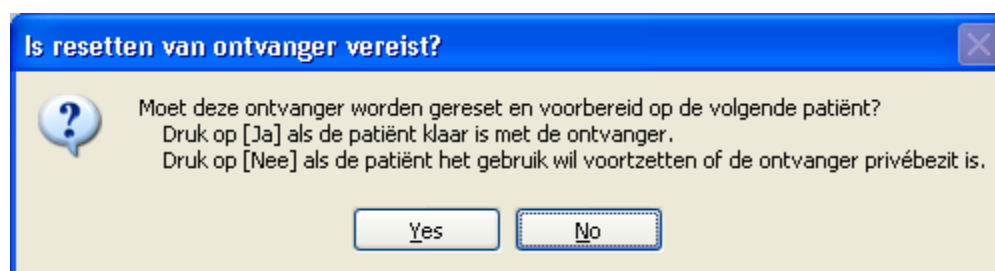 Is resetten van ontvanger vereist?
Moet deze ontvanger worden gereset en voorbereid op de volgende patiënt?
Druk op [Ja] als de patiënt klaar is met de ontvanger.
Druk op [Nee] als de patiënt het gebruik wil voortzetten of de ontvanger privébezit is.
Yes No